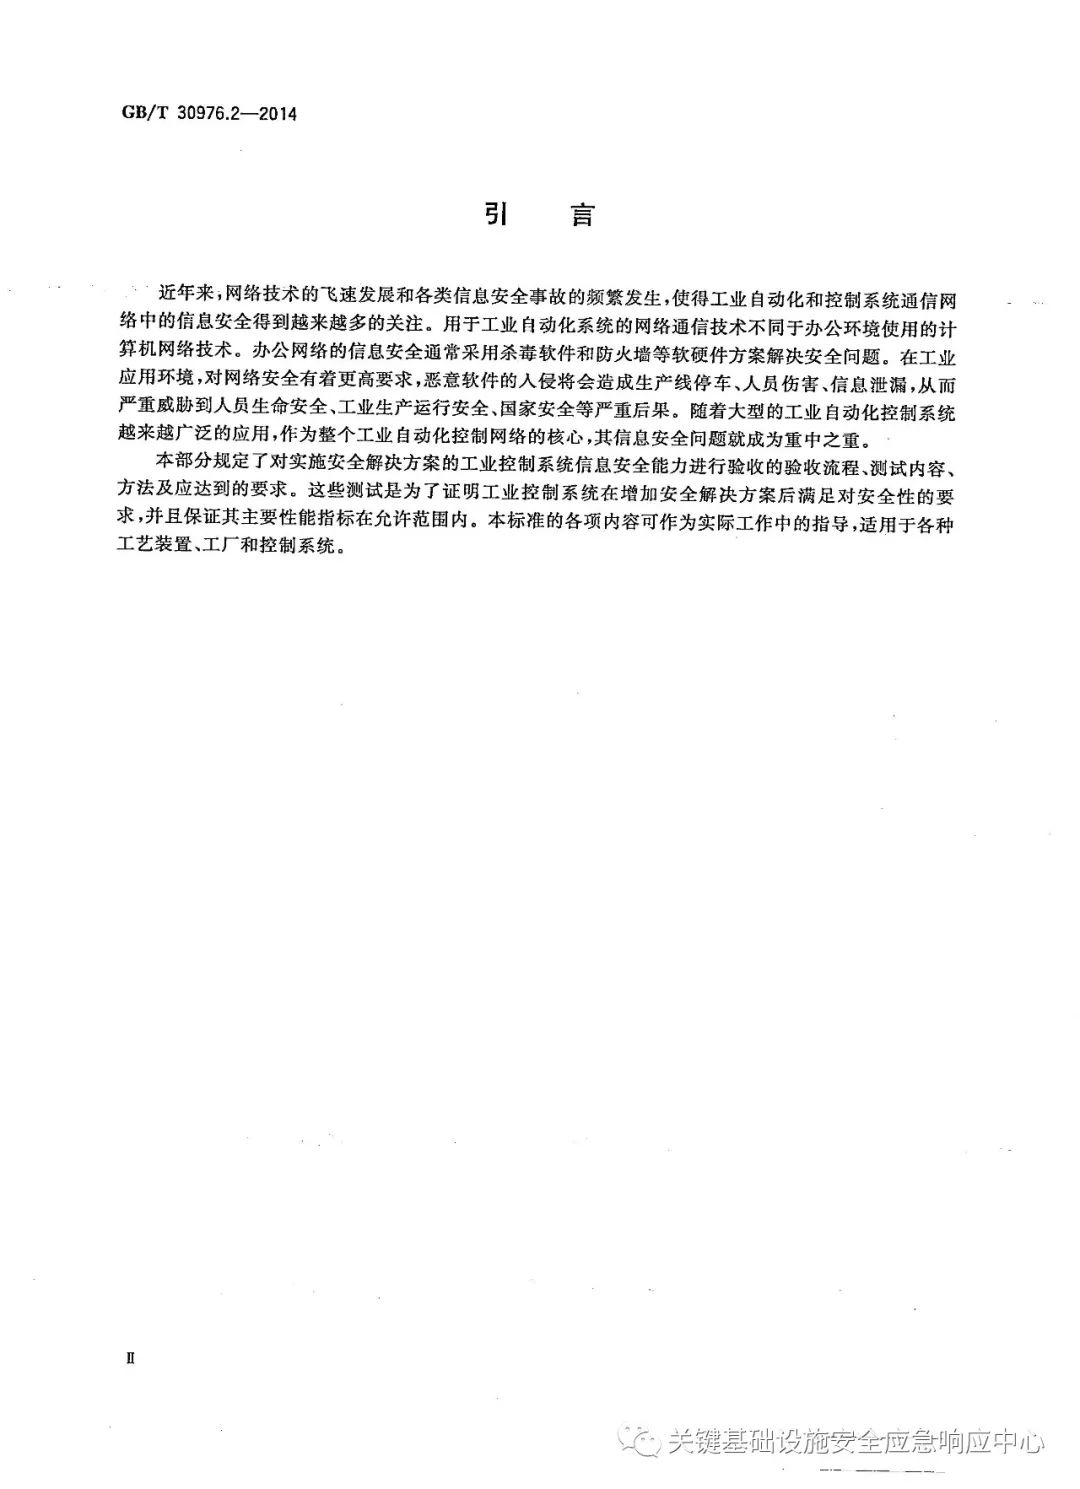 GB/T 30976.2—2014
引 言
近年来,网络技术的飞速发展和各类信息安全事故的频繁发生,使得工业自动化和控制系统通信网
络中的信息安全得到越来越多的关注。用于工业自动化系统的网络通信技术不同于办公环境使用的计
算机网络技术。办公网络的信息安全通常采用杀毒软件和防火墙等软硬件方案解决安全问题。在工业
应用环境,对网络安全有着更高要求,恶意软件的入侵将会造成生产线停车、人员伤害、信息泄漏,从而
严重威胁到人员生命安全、工业生产运行安全、国家安全等严重后果。随着大型的工业自动化控制系统
越来越广泛的应用,作为整个工业自动化控制网络的核心,其信息安全问题就成为重中之重。
本部分规定了对实施安全解决方案的工业控制系统信息安全能力进行验收的验收流程、测试内容、
方法及应达到的要求。这些测试是为了证明工业控制系统在增加安全解决方案后满足对安全性的要
求,并且保证其主要性能指标在允许范围内。本标准的各项内容可作为实际工作中的指导,适用于各种
工艺装置、工厂和控制系统。
Ⅱ
关键基础设施安全应急响应中心